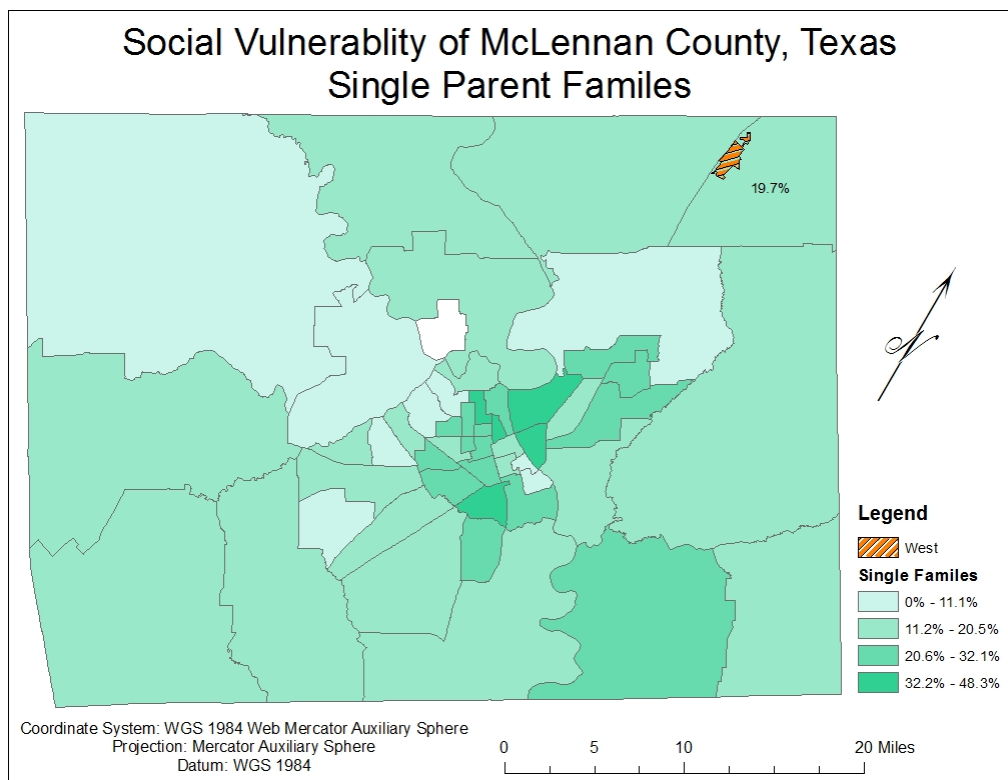 Social Vulnerablity of McLennan County, Texas
Single Parent Familes
19.7%
N
Legend
West
Single Familes
0% - 11.1%
11.2% - 20.5%
20.6% - 32.1%
32.2% - 48.3%
Coordinate System: WGS 1984 Web Mercator Auxiliary Sphere
Projection: Mercator Auxiliary Sphere
Datum: WGS 1984
0 5 10 20 Miles